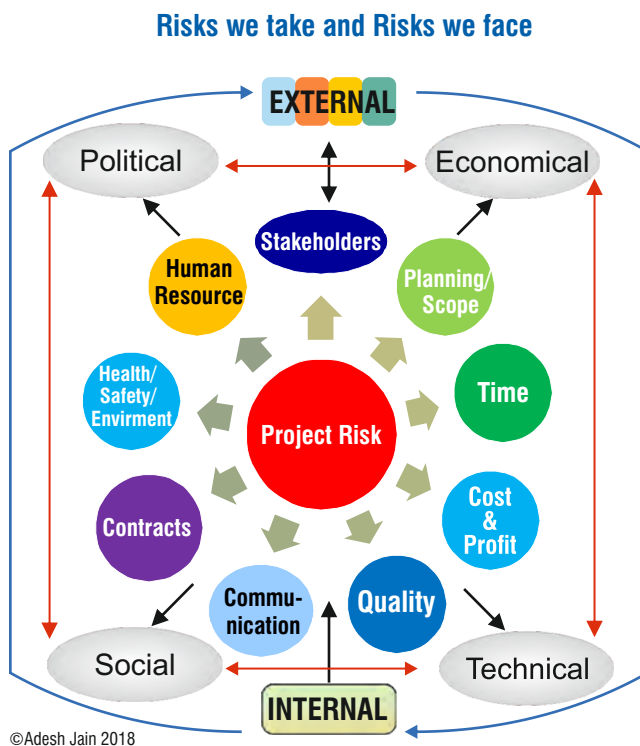 Risks we take and Risks we face
EXTERNAL
Political
Economical
Stakeholders
Human
Resource
Planning/
Scope
Health/
Safety/
Envirment
Time
Project Risk
Contracts
Cost
&
Profit
Commu-
nication
Quality
Social
Technical
INTERNAL
©Adesh Jain 2018